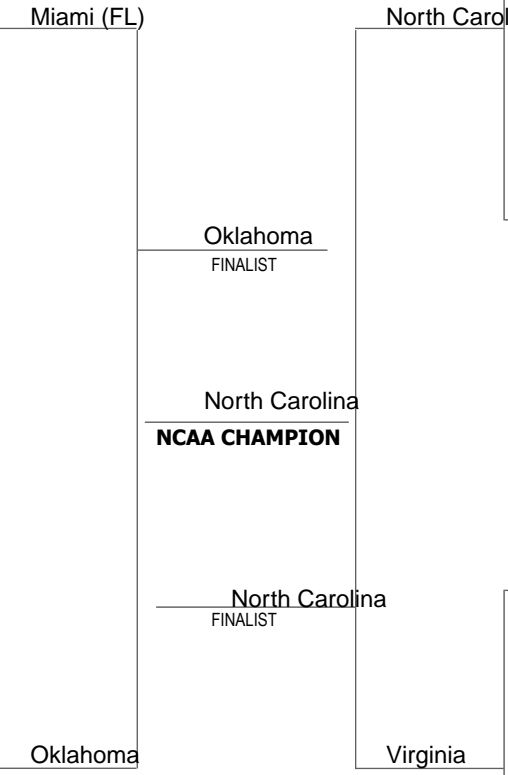 Miami (FL)
North Carol
Oklahoma
FINALIST
North Carolina
NCAA CHAMPION
North Carolina
FINALIST
Oklahoma
Virginia